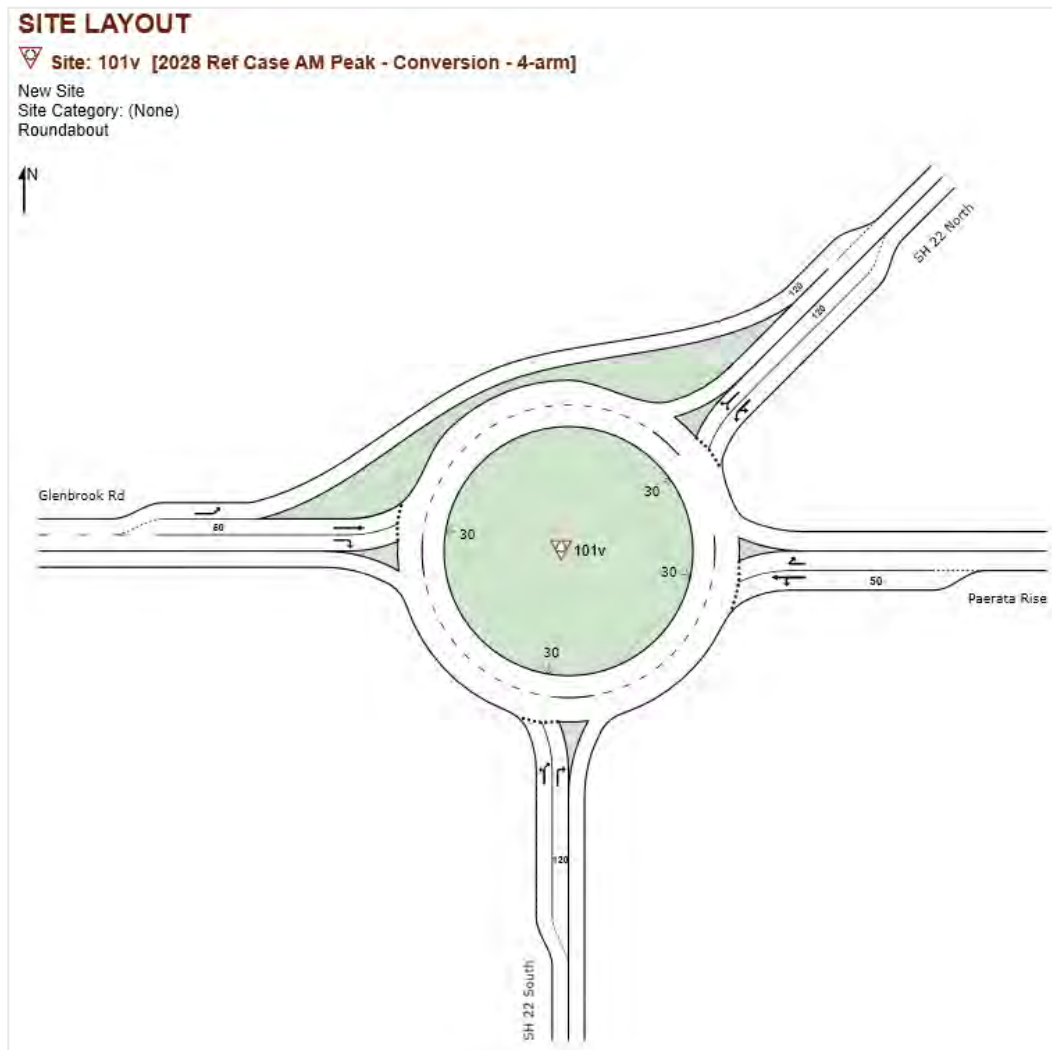 SITE LAYOUT
Site: 101v [2028 Ref Case AM Peak - Conversion - 4-arm]
New Site
Site Category: (None)
Roundabout
N
SH 22 North
120
120
Glenbrook Rd
60
30
30
101v
30
50
Paerata Rise
30
120
SH 22 South